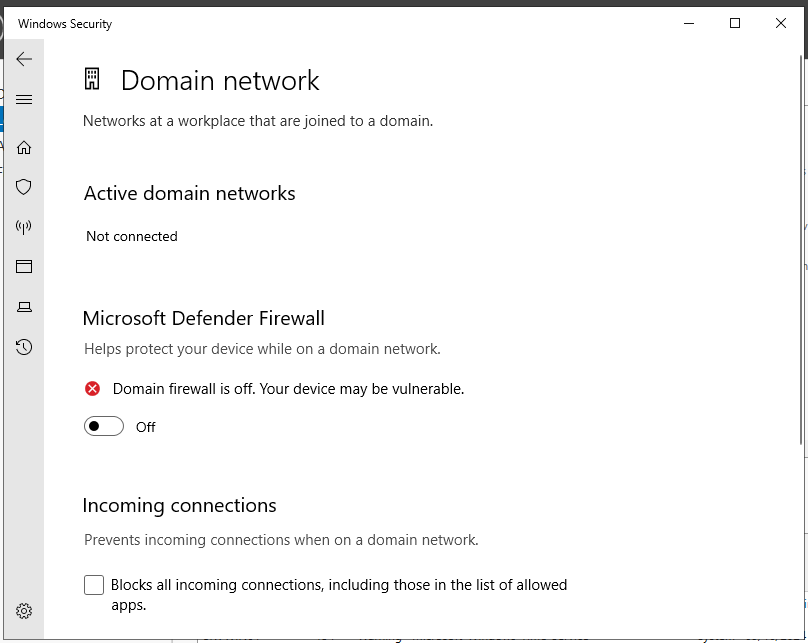 Windows Security
Domain network
Networks at a workplace that are joined to a domain.
Active domain networks
Not connected
Microsoft Defender Firewall
Helps protect your device while on a domain network.
Domain firewall is off. Your device may be vulnerable.
Off
Incoming connections
Prevents incoming connections when on a domain network.
Blocks all incoming connections, including those in the list of allowed
apps.